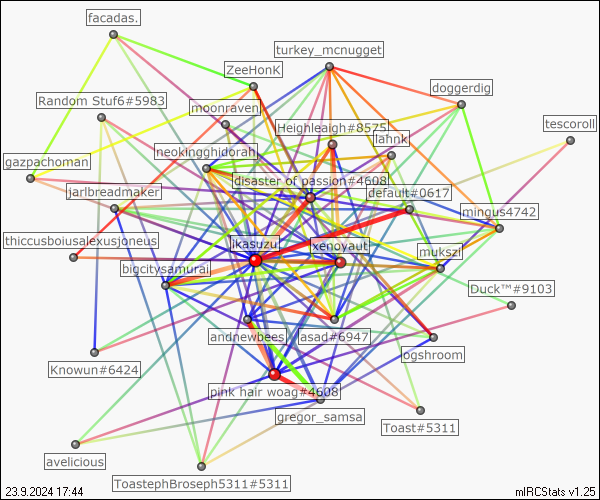 facadas.
turkey_mcnugget
ZeeHonK
doggerdig
Random Stuf6#5983
moonraven
tescoroll
Heighleigh#8575
lahnk
neokingghidorah
gazpachoman
disaster of passion#4608
jarlbreadmaker
default#0617
mingus4742
thiccusboiusalexusjoneus
ikasuzu
xenoyaut
mukszi
bigcitysamurai
Duck™#9103
andnewbees
asad#6947
ogshroom
Knowun#6424
pink hair woag#4608
gregor_samsa
Toast#5311
avelicious
ToastephBroseph5311#5311
23.9.2024 17:44
mIRCStats v1.25